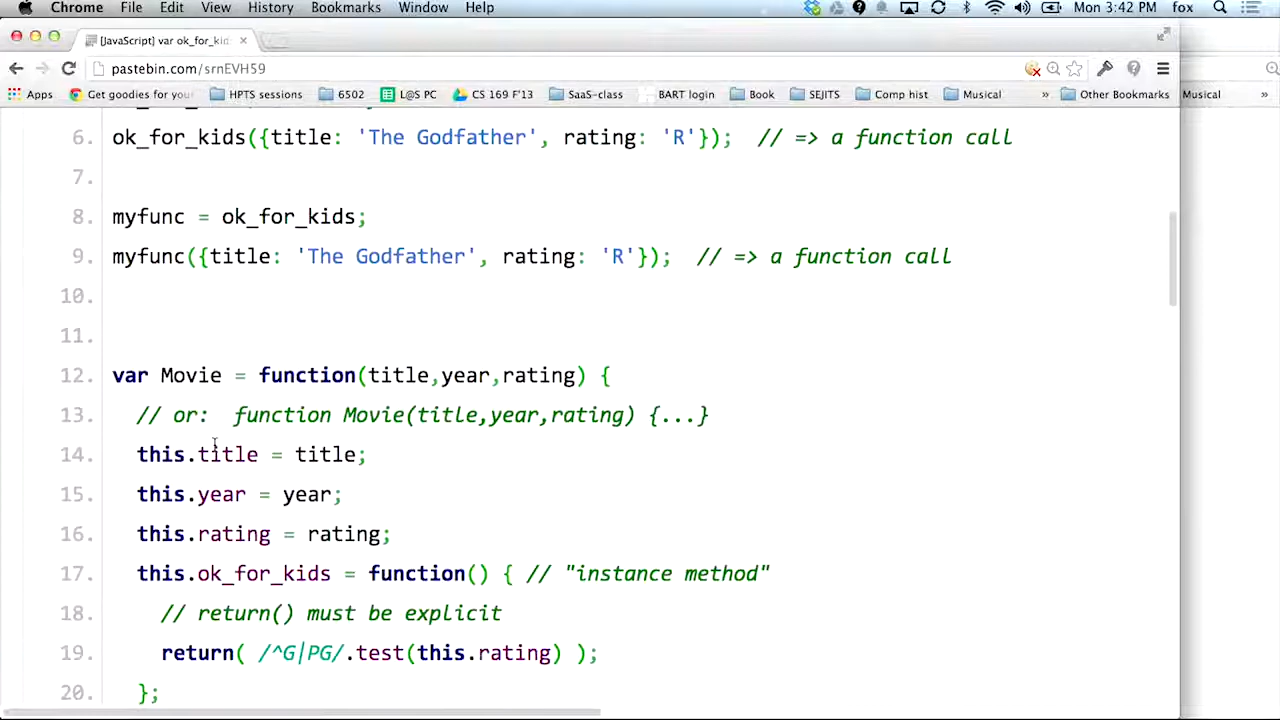 Chrome File Edit View History Bookmarks Window Help Mon 3:42 PM fox
[JavaScript] var ok_for_kid
pastebin.com/srnEVH59
Apps Get goodies for your HPTS sessions 6502 L@S PC CS 169 F'13 SaaS-class BART login Book SEJITS Comp hist Musical » Other Bookmarks Musical »
6. ok_for_kids({title: 'The Godfather', rating: 'R'}); // => a function call
7.
8. myfunc = ok_for_kids;
9. myfunc({title: 'The Godfather', rating: 'R'}); // => a function call
10.
11.
12. var Movie = function(title,year,rating) {
13. // or: function Movie(title,year,rating) {...}
14. this.title = title;
15. this.year = year;
16. this.rating = rating;
17. this.ok_for_kids = function() { // "instance method"
18. // return() must be explicit
19. return( /^G|PG/.test(this.rating) );
20. };